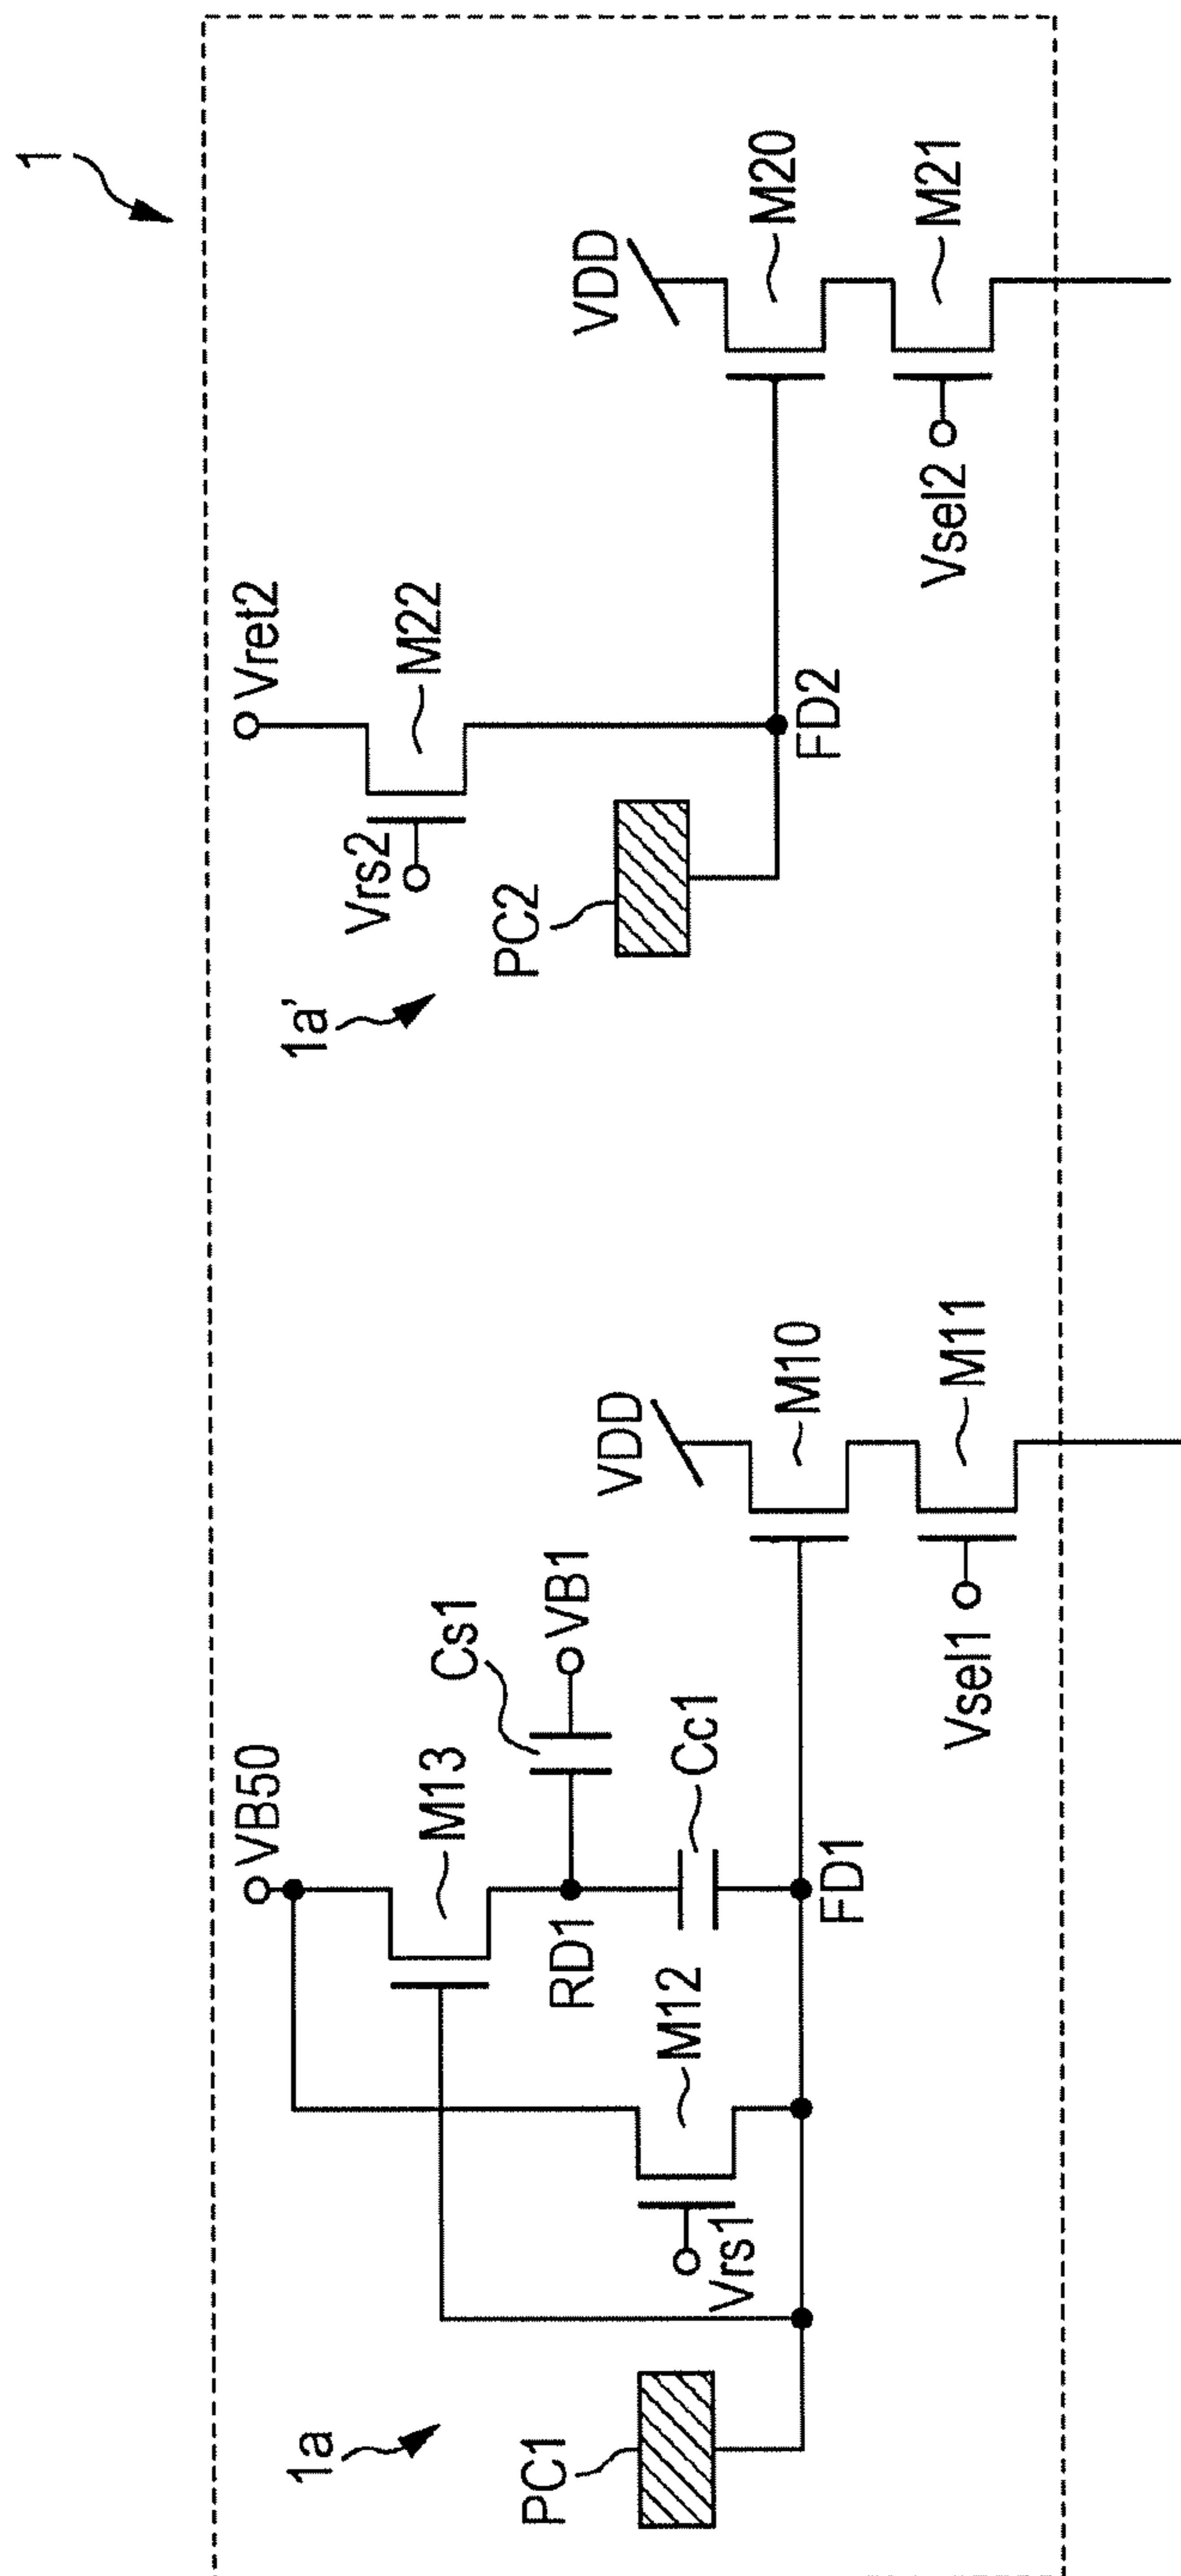 1
1a
VB50
M13
Cs1
VB1
RD1
Cc1
M12
Vrs1
PC1
FD1
VDD
M10
M11
Vsel1
1a'
Vret2
M22
Vrs2
PC2
FD2
VDD
M20
M21
Vsel2